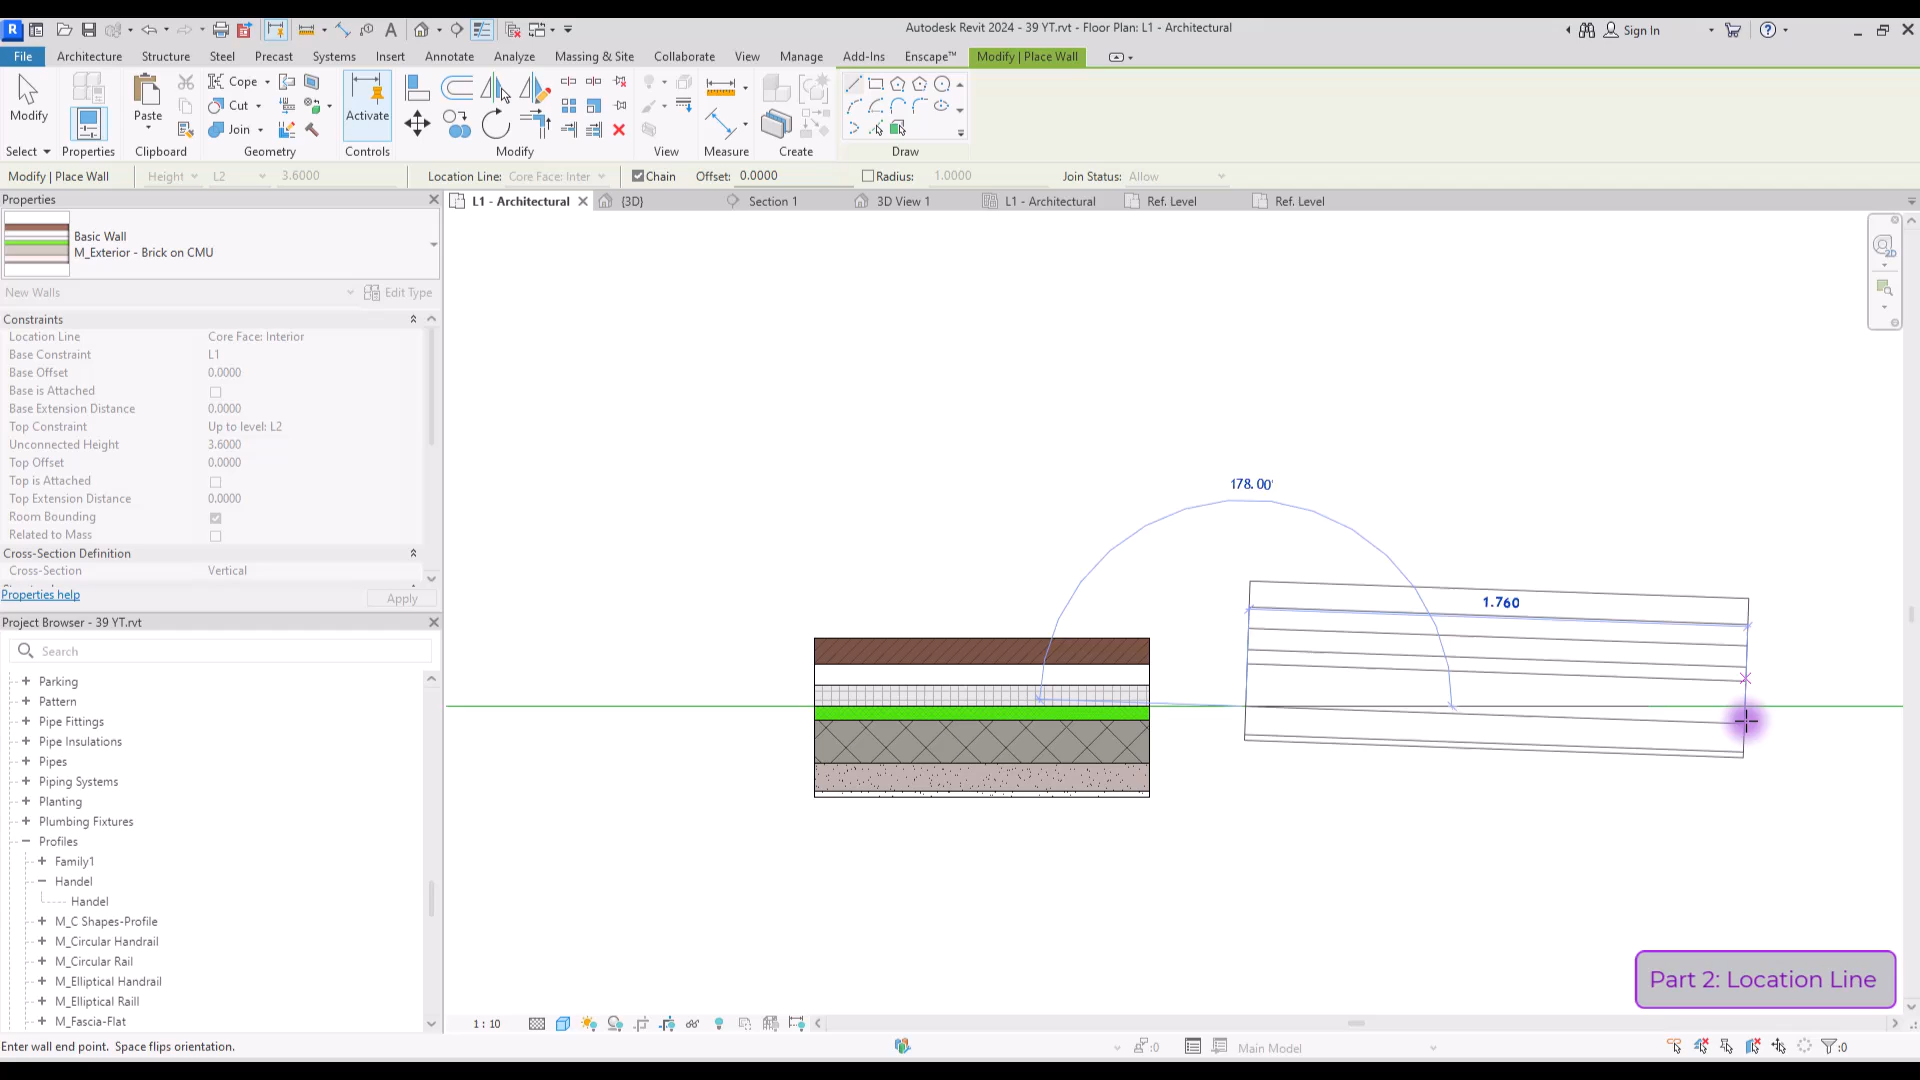 Autodesk Revit 2024 - 39 YT.rvt - Floor Plan: L1 - Architectural
Sign In
File Architecture Structure Steel Precast Systems Insert Annotate Analyze Massing & Site Collaborate View Manage Add-Ins Enscape™ Modify | Place Wall
Modify
Paste
Cope
Cut
Join
Activate
Select Properties Clipboard Geometry Controls Modify View Measure Create Draw
Modify | Place Wall Height L2 3.6000 Location Line: Core Face: Inter Chain Offset: 0.0000 Radius: 1.0000 Join Status: Allow
Properties
L1 - Architectural {3D} Section 1 3D View 1 L1 - Architectural Ref. Level Ref. Level
Basic Wall
M_Exterior - Brick on CMU
New Walls Edit Type
Constraints
Location Line Core Face: Interior
Base Constraint L1
Base Offset 0.0000
Base is Attached
Base Extension Distance 0.0000
Top Constraint Up to level: L2
Unconnected Height 3.6000
Top Offset 0.0000
Top is Attached
Top Extension Distance 0.0000
Room Bounding
Related to Mass
Cross-Section Definition
Cross-Section Vertical
Properties help Apply
Project Browser - 39 YT.rvt
Search
Parking
Pattern
Pipe Fittings
Pipe Insulations
Pipes
Piping Systems
Planting
Plumbing Fixtures
Profiles
Family1
Handel
Handel
M_C Shapes-Profile
M_Circular Handrail
M_Circular Rail
M_Elliptical Handrail
M_Elliptical Raill
M_Fascia-Flat
178.00°
1.760
2D
Part 2: Location Line
1 : 10
Enter wall end point. Space flips orientation.
:0
Main Model
:0